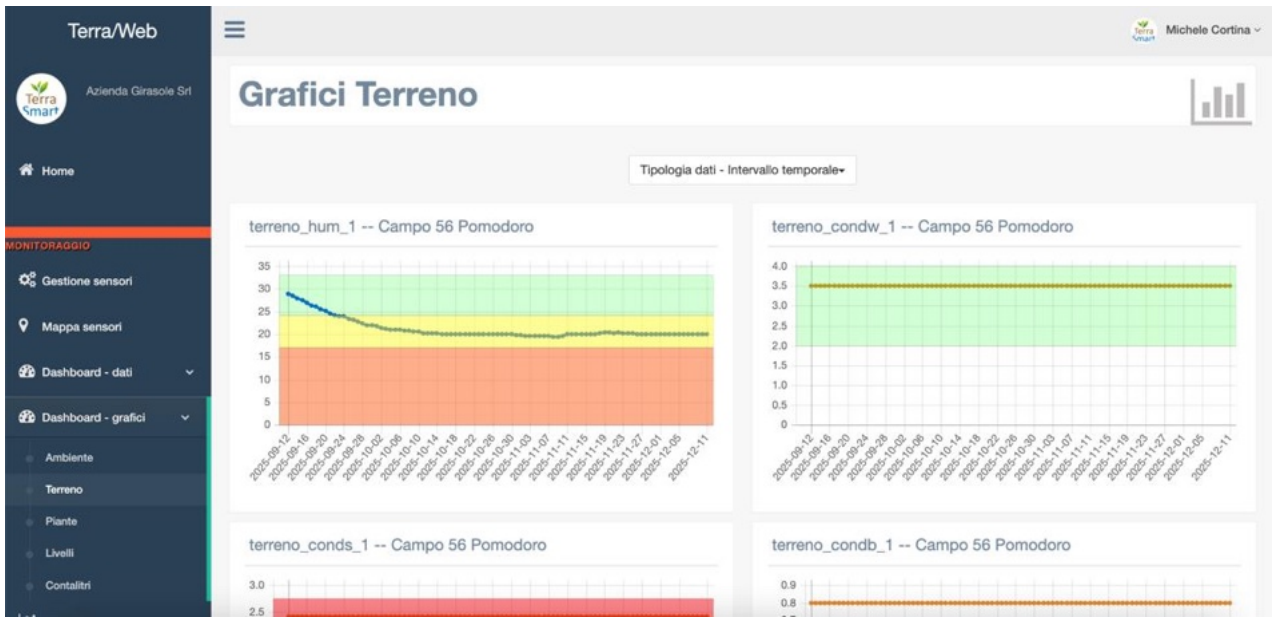 Terra/Web
Michele Cortina
Terra
Smart
Azienda Girasole Srl
Terra
Smart
Home
MONITORAGGIO
Gestione sensori
Mappa sensori
Dashboard - dati
Dashboard - grafici
Ambiente
Terreno
Piante
Livelli
Contalitri
Grafici Terreno
Tipologia dati - Intervallo temporale
terreno_hum_1 -- Campo 56 Pomodoro
35
30
25
20
15
10
5
0
2025-09-12
2025-09-16
2025-09-20
2025-09-24
2025-09-28
2025-10-02
2025-10-06
2025-10-10
2025-10-14
2025-10-18
2025-10-22
2025-10-26
2025-10-30
2025-11-03
2025-11-07
2025-11-11
2025-11-15
2025-11-19
2025-11-23
2025-11-27
2025-12-01
2025-12-05
2025-12-11
terreno_condw_1 -- Campo 56 Pomodoro
4.0
3.5
3.0
2.5
2.0
1.5
1.0
0.5
0
2025-09-12
2025-09-16
2025-09-20
2025-09-24
2025-09-28
2025-10-02
2025-10-06
2025-10-10
2025-10-14
2025-10-18
2025-10-22
2025-10-26
2025-10-30
2025-11-03
2025-11-07
2025-11-11
2025-11-15
2025-11-19
2025-11-23
2025-11-27
2025-12-01
2025-12-05
2025-12-11
terreno_conds_1 -- Campo 56 Pomodoro
3.0
2.5
terreno_condb_1 -- Campo 56 Pomodoro
0.9
0.8